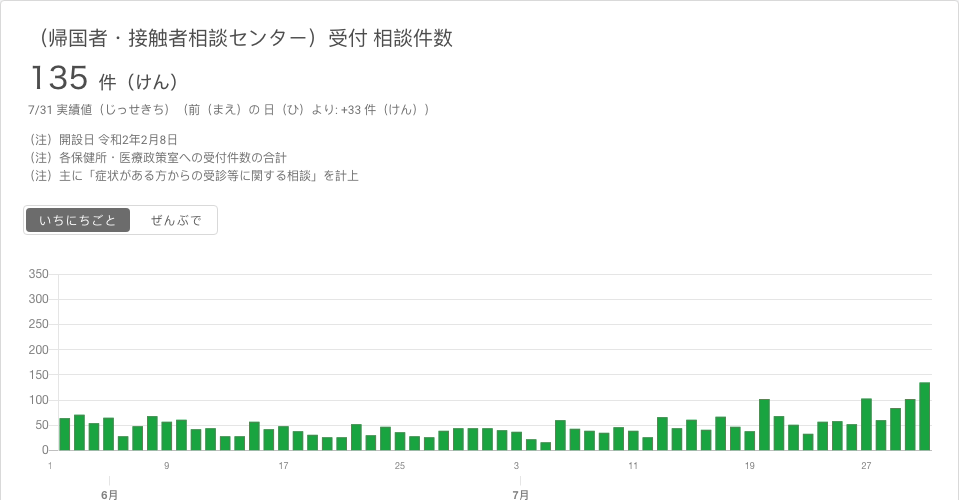 （帰国者・接触者相談センター）受付 相談件数
135 件（けん）
7/31 実績値（じっせきち）（前（まえ）の 日（ひ）より: +33 件（けん））
（注）開設日 令和2年2月8日
（注）各保健所・医療政策室への受付件数の合計
（注）主に「症状がある方からの受診等に関する相談」を計上
いちにちごと ぜんぶで
350
300
250
200
150
100
50
0
1 9 17 25 3 11 19 27
6月 7月